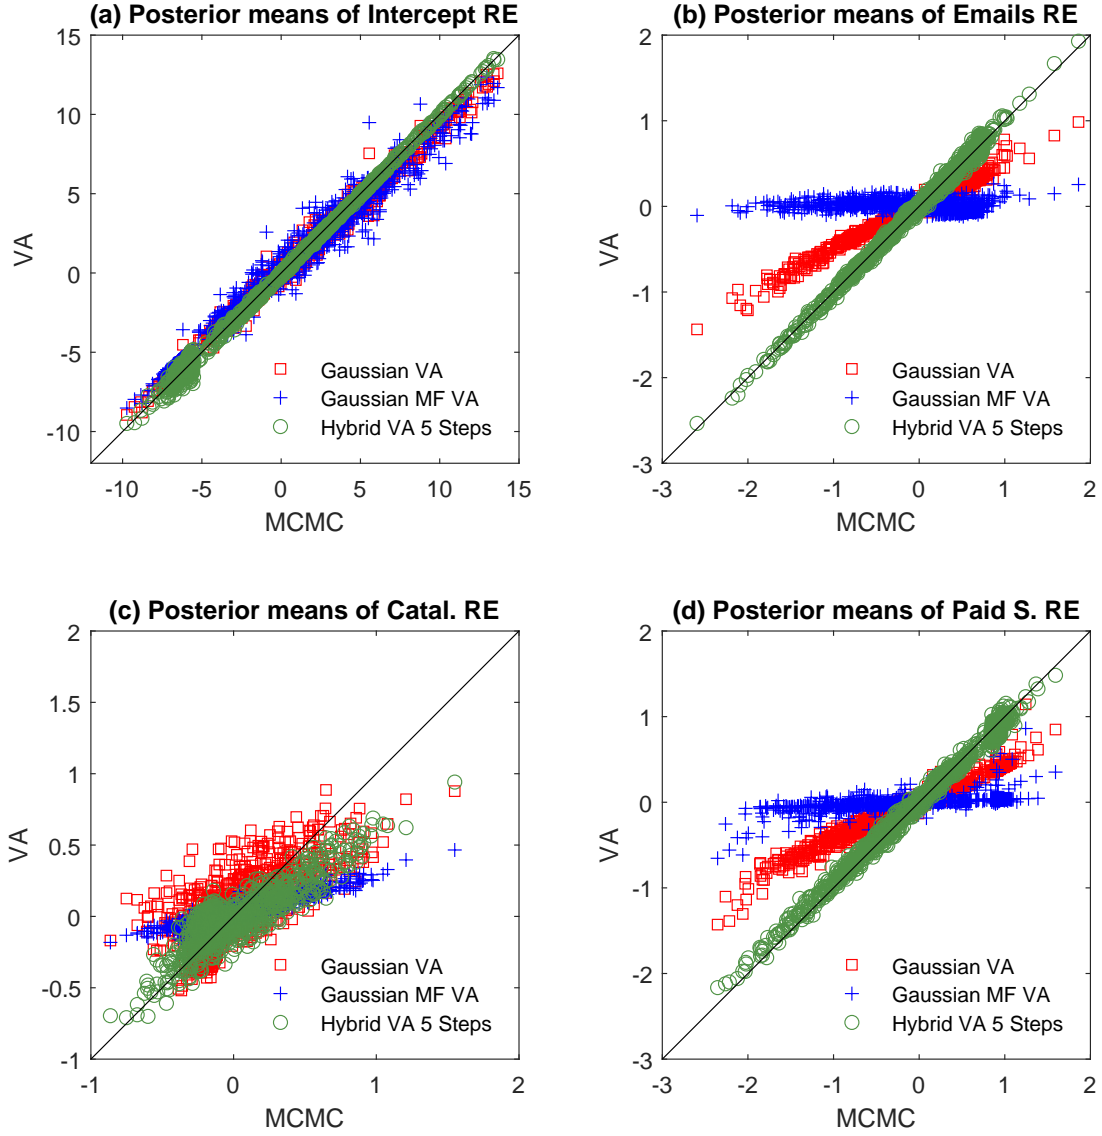 (a) Posterior means of Intercept RE
15
10
5
0
-5
-10
VA
Gaussian VA
Gaussian MF VA
Hybrid VA 5 Steps
-10 -5 0 5 10 15
MCMC
(b) Posterior means of Emails RE
2
1
0
-1
-2
-3
VA
Gaussian VA
Gaussian MF VA
Hybrid VA 5 Steps
-3 -2 -1 0 1 2
MCMC
(c) Posterior means of Catal. RE
2
1.5
1
0.5
0
-0.5
-1
VA
Gaussian VA
Gaussian MF VA
Hybrid VA 5 Steps
-1 0 1 2
MCMC
(d) Posterior means of Paid S. RE
2
1
0
-1
-2
-3
VA
Gaussian VA
Gaussian MF VA
Hybrid VA 5 Steps
-3 -2 -1 0 1 2
MCMC